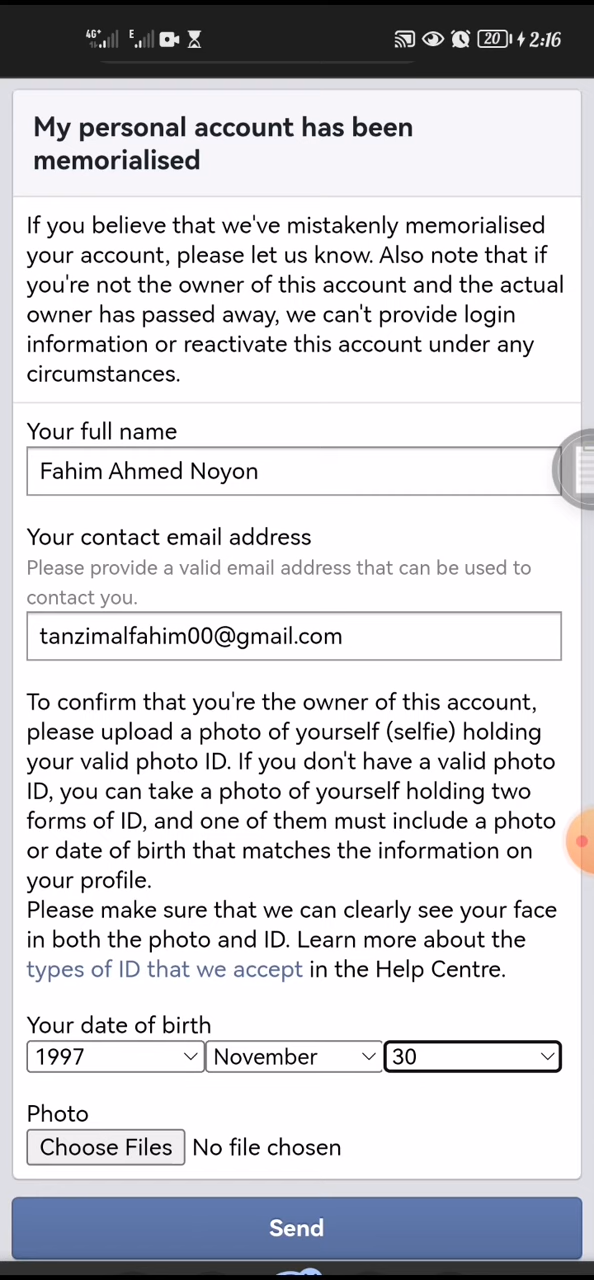 4G+ E 20 2:16
My personal account has been
memorialised
If you believe that we've mistakenly memorialised
your account, please let us know. Also note that if
you're not the owner of this account and the actual
owner has passed away, we can't provide login
information or reactivate this account under any
circumstances.
Your full name
Fahim Ahmed Noyon
Your contact email address
Please provide a valid email address that can be used to
contact you.
tanzimalfahim00@gmail.com
To confirm that you're the owner of this account,
please upload a photo of yourself (selfie) holding
your valid photo ID. If you don't have a valid photo
ID, you can take a photo of yourself holding two
forms of ID, and one of them must include a photo
or date of birth that matches the information on
your profile.
Please make sure that we can clearly see your face
in both the photo and ID. Learn more about the
types of ID that we accept in the Help Centre.
Your date of birth
1997 November 30
Photo
Choose Files No file chosen
Send